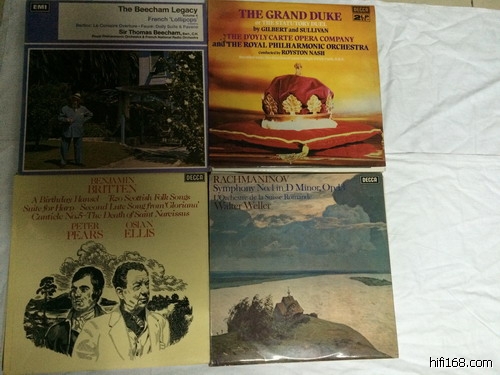 EMI
The Beecham Legacy
French 'Lollipops'
Sir Thomas Beecham,
DECCA
THE GRAND DUKE
or THE STATUTORY DUEL
by GILBERT and SULLIVAN
THE D'OYLY CARTE OPERA COMPANY
and THE ROYAL PHILHARMONIC ORCHESTRA
conducted by ROYSTON NASH
BENJAMIN
BRITTEN
DECCA
A Birthday Hansel Two Scottish Folk Songs
Suite for Harp · Second Lute Song from 'Gloriana'
Canticle No.5 · The Death of Saint Narcissus
PETER
PEARS
OSIAN
ELLIS
RACHMANINOV
DECCA
Symphony No.1 in D Minor, Op.13
L'Orchestre de la Suisse Romande
Walter Weller
hifi168.com